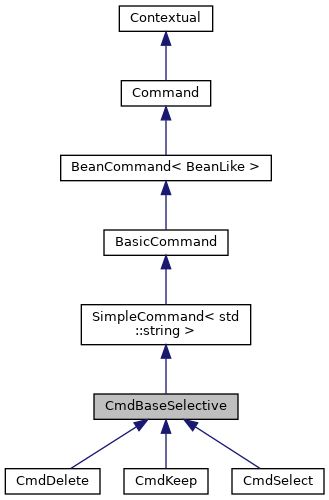 Contextual
Command
BeanCommand< BeanLike >
BasicCommand
SimpleCommand< std
::string >
CmdBaseSelective
CmdDelete
CmdKeep
CmdSelect